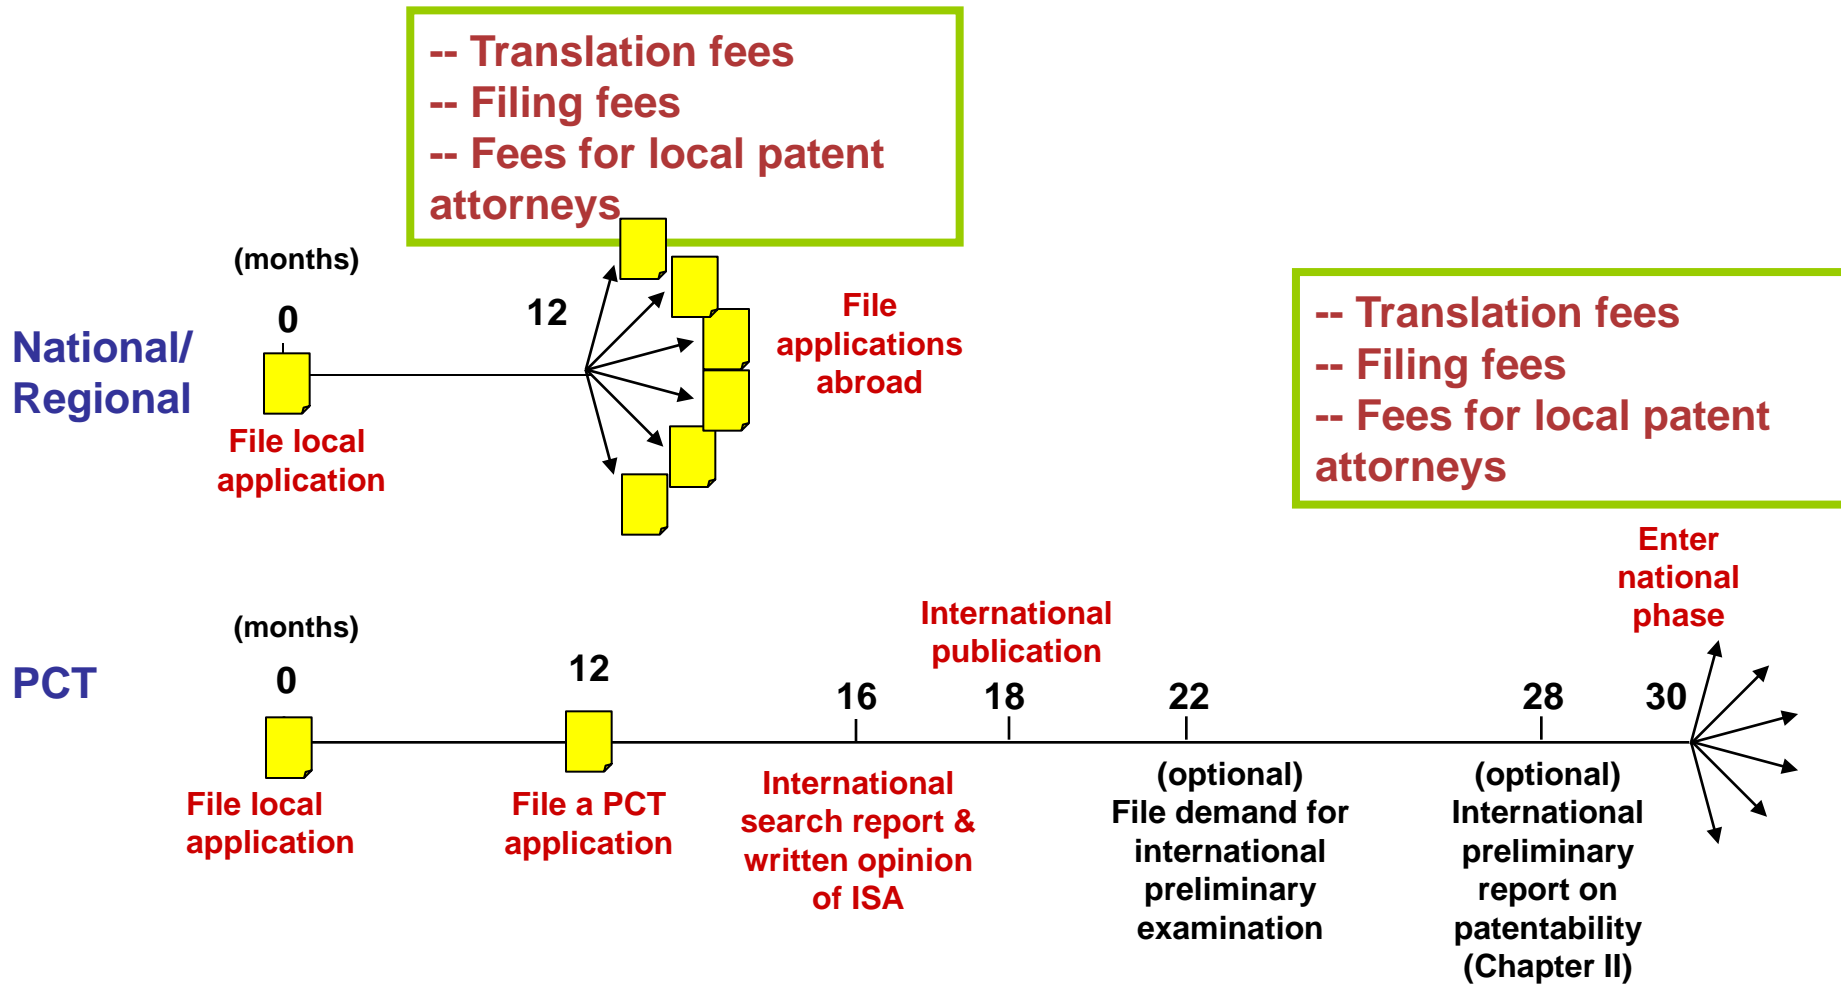 -- Translation fees
-- Filing fees
-- Fees for local patent
attorneys
(months)
0
12
National/
Regional
File local
application
File
applications
abroad
-- Translation fees
-- Filing fees
-- Fees for local patent
attorneys
Enter
national
phase
(months)
PCT
0
12
16
International
publication
18
22
28
30
File local
application
File a PCT
application
International
search report &
written opinion
of ISA
(optional)
File demand for
international
preliminary
examination
(optional)
International
preliminary
report on
patentability
(Chapter II)